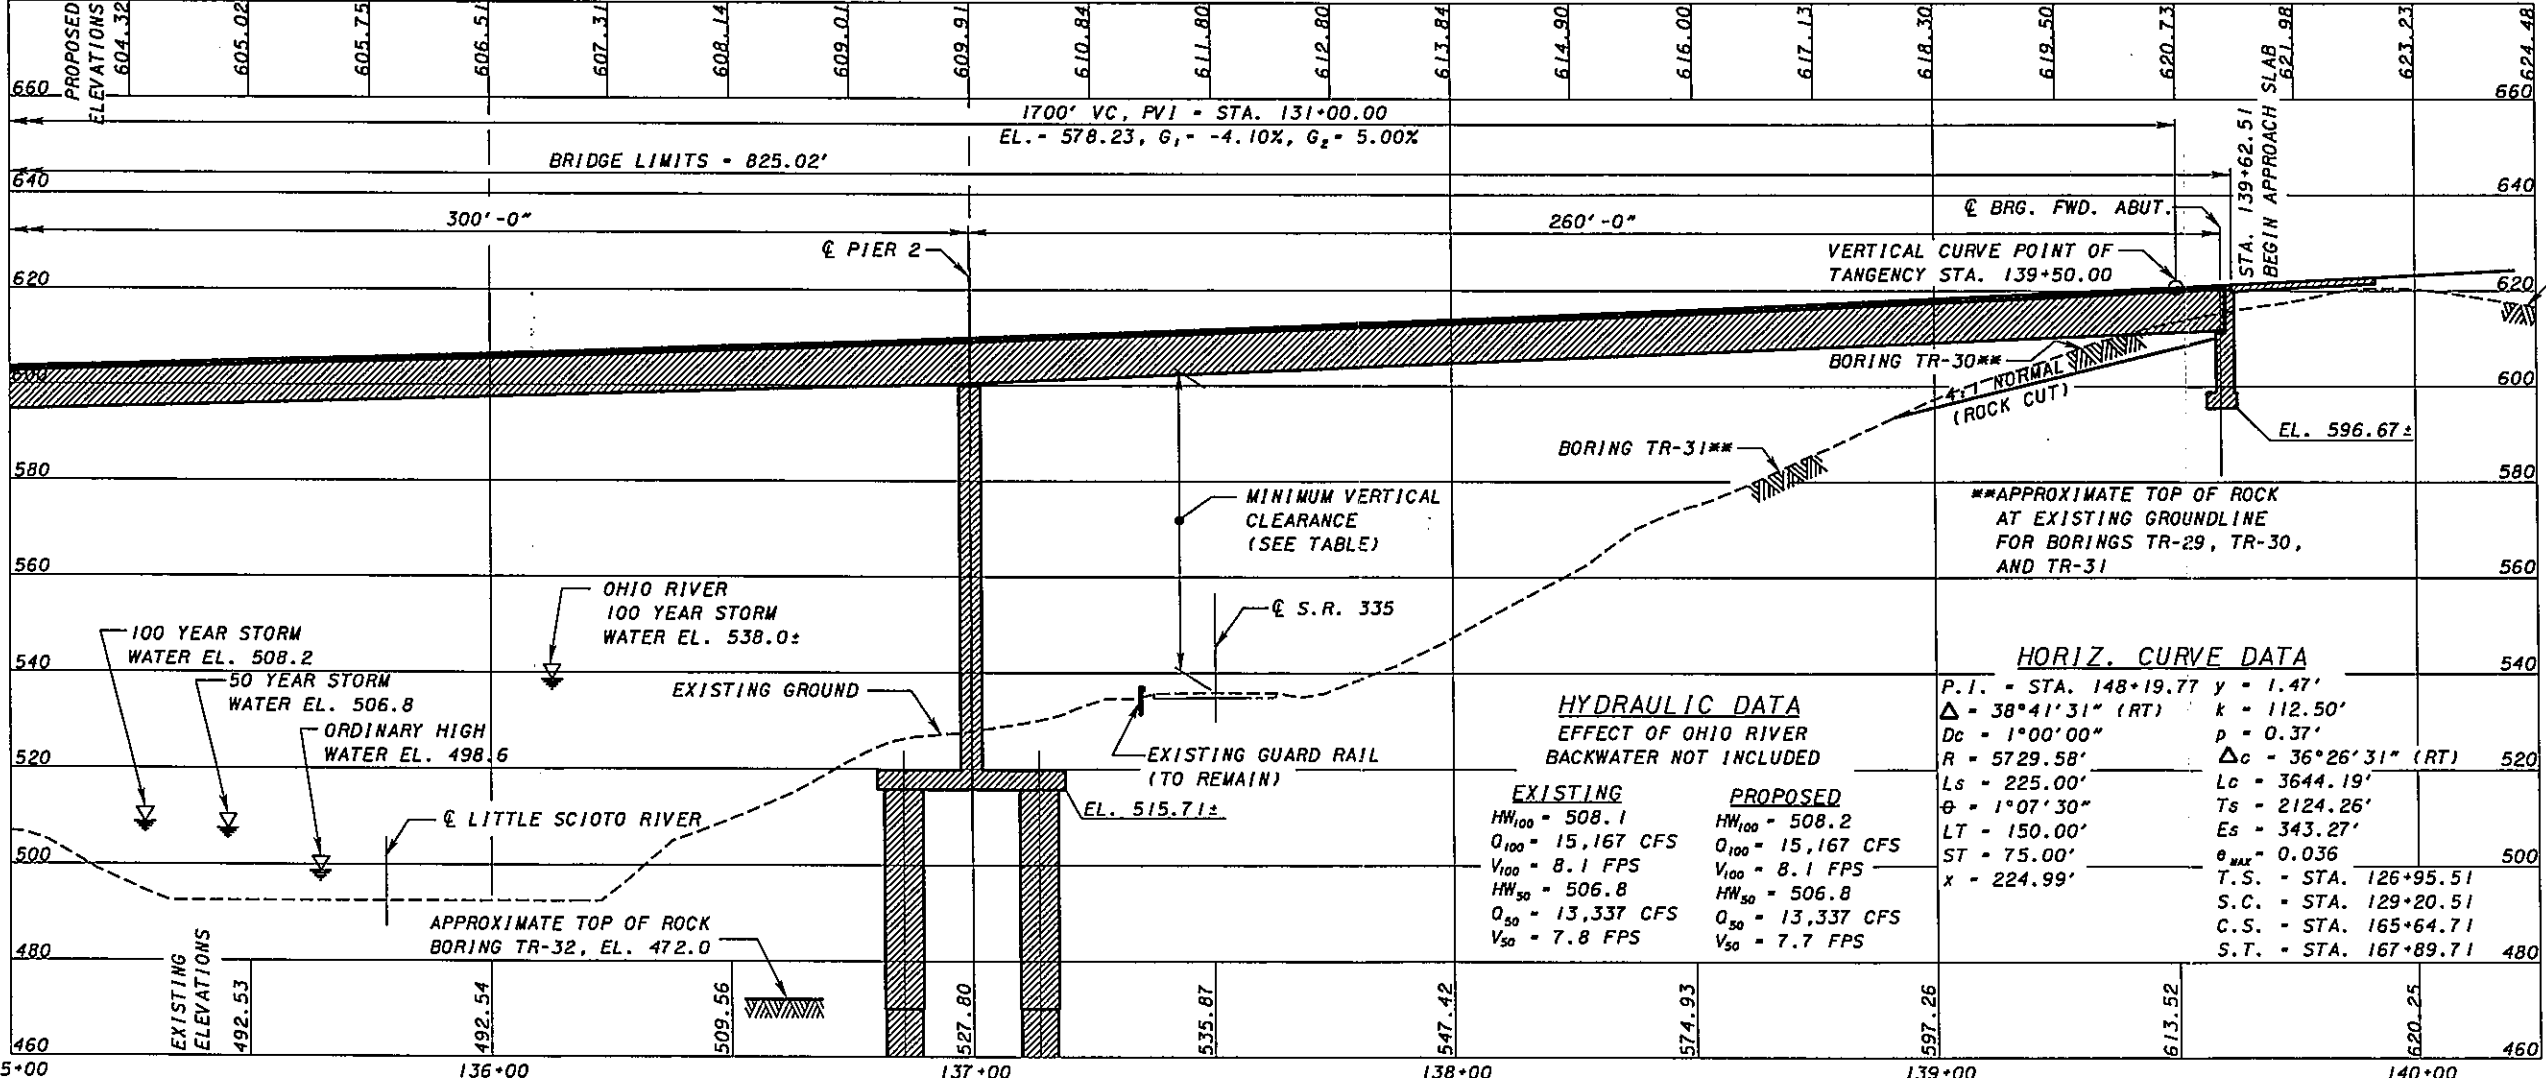 PROPOSED
ELEVATIONS
604.32
605.02
605.75
606.51
607.31
608.14
609.01
609.91
610.84
611.80
612.80
613.84
614.90
616.00
617.13
618.30
619.50
620.73
621.98
623.23
624.48
660
660
1700' VC, PVI = STA. 131+00.00
EL.= 578.23, G₁= -4.10%, G₂= 5.00%
BRIDGE LIMITS = 825.02'
STA. 139+62.51
BEGIN APPROACH SLAB
640
640
300'-0"
260'-0"
℄ BRG. FWD. ABUT.
℄ PIER 2
VERTICAL CURVE POINT OF
TANGENCY STA. 139+50.00
620
620
600
600
BORING TR-30**
4:1 NORMAL
(ROCK CUT)
EL. 596.67±
BORING TR-31**
580
580
MINIMUM VERTICAL
CLEARANCE
(SEE TABLE)
**APPROXIMATE TOP OF ROCK
AT EXISTING GROUNDLINE
FOR BORINGS TR-29, TR-30,
AND TR-31
560
560
OHIO RIVER
100 YEAR STORM
WATER EL. 538.0±
℄ S.R. 335
100 YEAR STORM
WATER EL. 508.2
540
540
50 YEAR STORM
WATER EL. 506.8
EXISTING GROUND
ORDINARY HIGH
WATER EL. 498.6
EXISTING GUARD RAIL
(TO REMAIN)
520
520
EL. 515.71±
℄ LITTLE SCIOTO RIVER
500
500
APPROXIMATE TOP OF ROCK
BORING TR-32, EL. 472.0
480
480
HYDRAULIC DATA
EFFECT OF OHIO RIVER
BACKWATER NOT INCLUDED
EXISTING
HW₁₀₀ = 508.1
Q₁₀₀ = 15,167 CFS
V₁₀₀ = 8.1 FPS
HW₅₀ = 506.8
Q₅₀ = 13,337 CFS
V₅₀ = 7.8 FPS
PROPOSED
HW₁₀₀ = 508.2
Q₁₀₀ = 15,167 CFS
V₁₀₀ = 8.1 FPS
HW₅₀ = 506.8
Q₅₀ = 13,337 CFS
V₅₀ = 7.7 FPS
HORIZ. CURVE DATA
P.I. = STA. 148+19.77
Δ = 38°41'31" (RT)
Dc = 1°00'00"
R = 5729.58'
Ls = 225.00'
θ = 1°07'30"
LT = 150.00'
ST = 75.00'
x = 224.99'
y = 1.47'
k = 112.50'
p = 0.37'
Δc = 36°26'31" (RT)
Lc = 3644.19'
Ts = 2124.26'
Es = 343.27'
e MAX = 0.036
T.S. = STA. 126+95.51
S.C. = STA. 129+20.51
C.S. = STA. 165+64.71
S.T. = STA. 167+89.71
EXISTING
ELEVATIONS
492.53
492.54
509.56
527.80
535.87
547.42
574.93
597.26
613.52
620.25
460
460
5+00
136+00
137+00
138+00
139+00
140+00